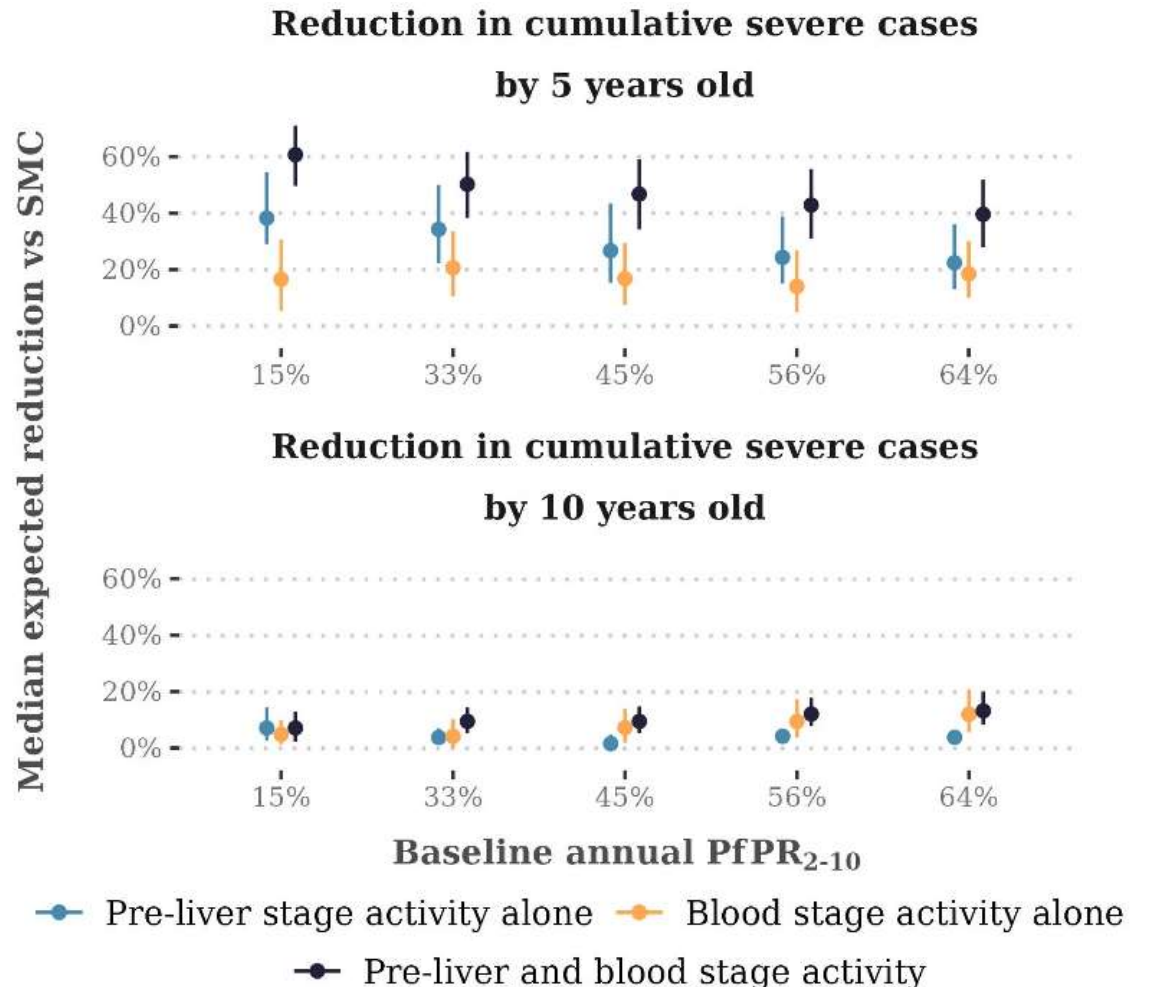 Reduction in cumulative severe cases
by 5 years old
Median expected reduction vs SMC
60%
40%
20%
0%
15% 33% 45% 56% 64%
Reduction in cumulative severe cases
by 10 years old
60%
40%
20%
0%
15% 33% 45% 56% 64%
Baseline annual PfPR2-10
Pre-liver stage activity alone Blood stage activity alone
Pre-liver and blood stage activity